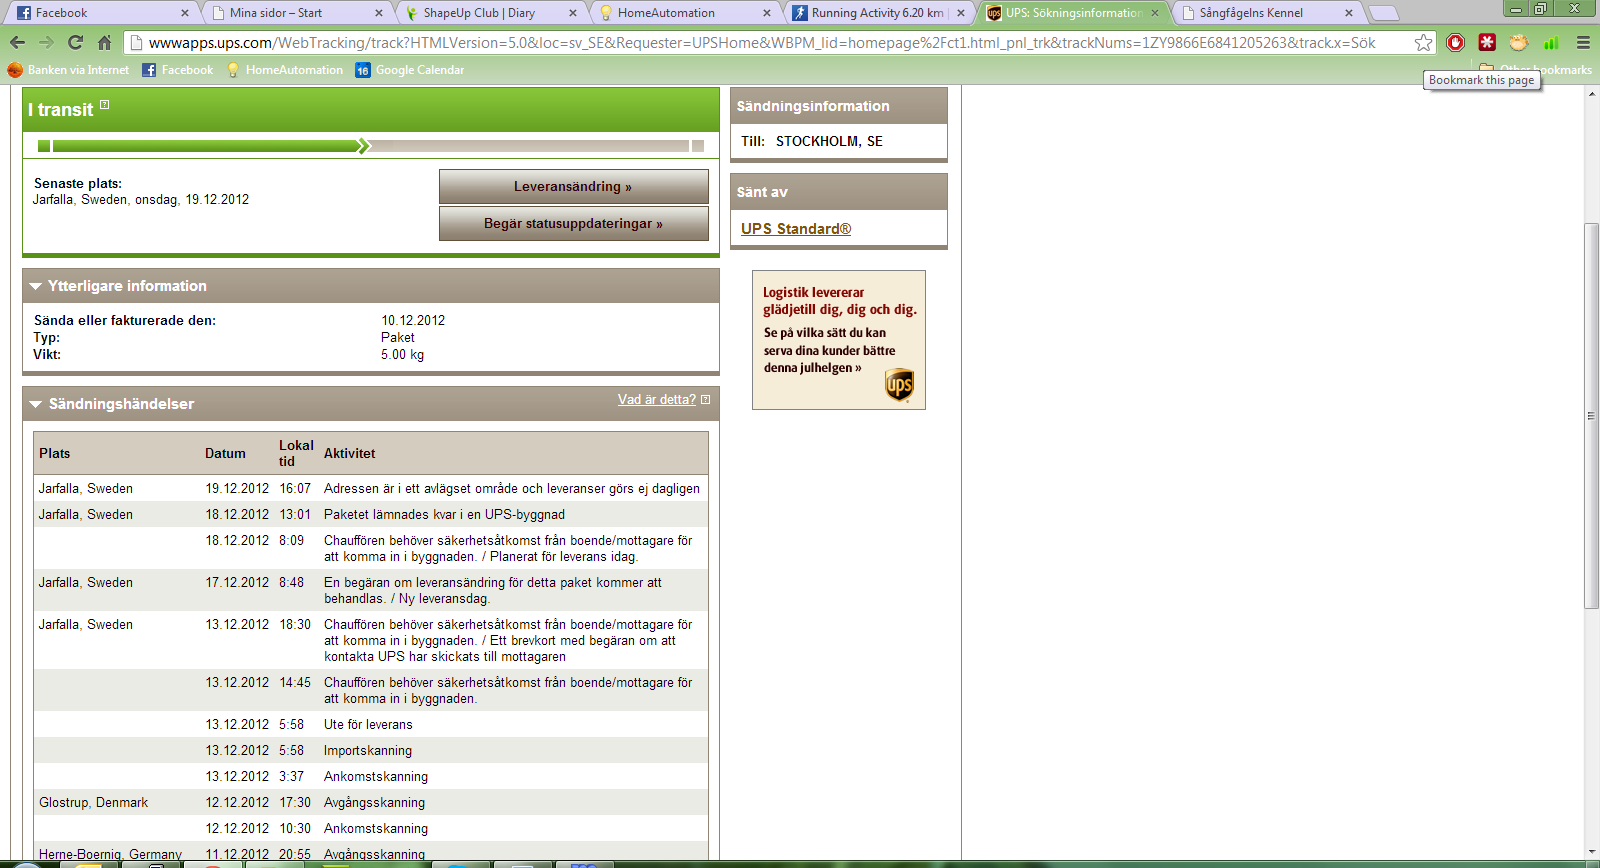 Facebook
Mina sidor – Start
ShapeUp Club | Diary
HomeAutomation
Running Activity 6.20 km |
UPS: Sökningsinformation
Sångfågelns Kennel
wwwapps.ups.com/WebTracking/track?HTMLVersion=5.0&loc=sv_SE&Requester=UPSHome&WBPM_lid=homepage%2Fct1.html_pnl_trk&trackNums=1ZY9866E6841205263&track.x=Sök
Banken via Internet
Facebook
HomeAutomation
16 Google Calendar
Other bookmarks
Bookmark this page
I transit ?
Senaste plats:
Jarfalla, Sweden, onsdag, 19.12.2012
Leveransändring »
Begär statusuppdateringar »
Sändningsinformation
Till: STOCKHOLM, SE
Sänt av
UPS Standard®
Logistik levererar
glädjetill dig, dig och dig.
Se på vilka sätt du kan
serva dina kunder bättre
denna julhelgen »
ups
Ytterligare information
Sända eller fakturerade den: 10.12.2012
Typ: Paket
Vikt: 5.00 kg
Sändningshändelser
Vad är detta? ?
Plats Datum Lokal tid Aktivitet
Jarfalla, Sweden 19.12.2012 16:07 Adressen är i ett avlägset område och leveranser görs ej dagligen
Jarfalla, Sweden 18.12.2012 13:01 Paketet lämnades kvar i en UPS-byggnad
18.12.2012 8:09 Chauffören behöver säkerhetsåtkomst från boende/mottagare för
att komma in i byggnaden. / Planerat för leverans idag.
Jarfalla, Sweden 17.12.2012 8:48 En begäran om leveransändring för detta paket kommer att
behandlas. / Ny leveransdag.
Jarfalla, Sweden 13.12.2012 18:30 Chauffören behöver säkerhetsåtkomst från boende/mottagare för
att komma in i byggnaden. / Ett brevkort med begäran om att
kontakta UPS har skickats till mottagaren
13.12.2012 14:45 Chauffören behöver säkerhetsåtkomst från boende/mottagare för
att komma in i byggnaden.
13.12.2012 5:58 Ute för leverans
13.12.2012 5:58 Importskanning
13.12.2012 3:37 Ankomstskanning
Glostrup, Denmark 12.12.2012 17:30 Avgångsskanning
12.12.2012 10:30 Ankomstskanning
Herne-Boernig, Germany 11.12.2012 20:55 Avgångsskanning